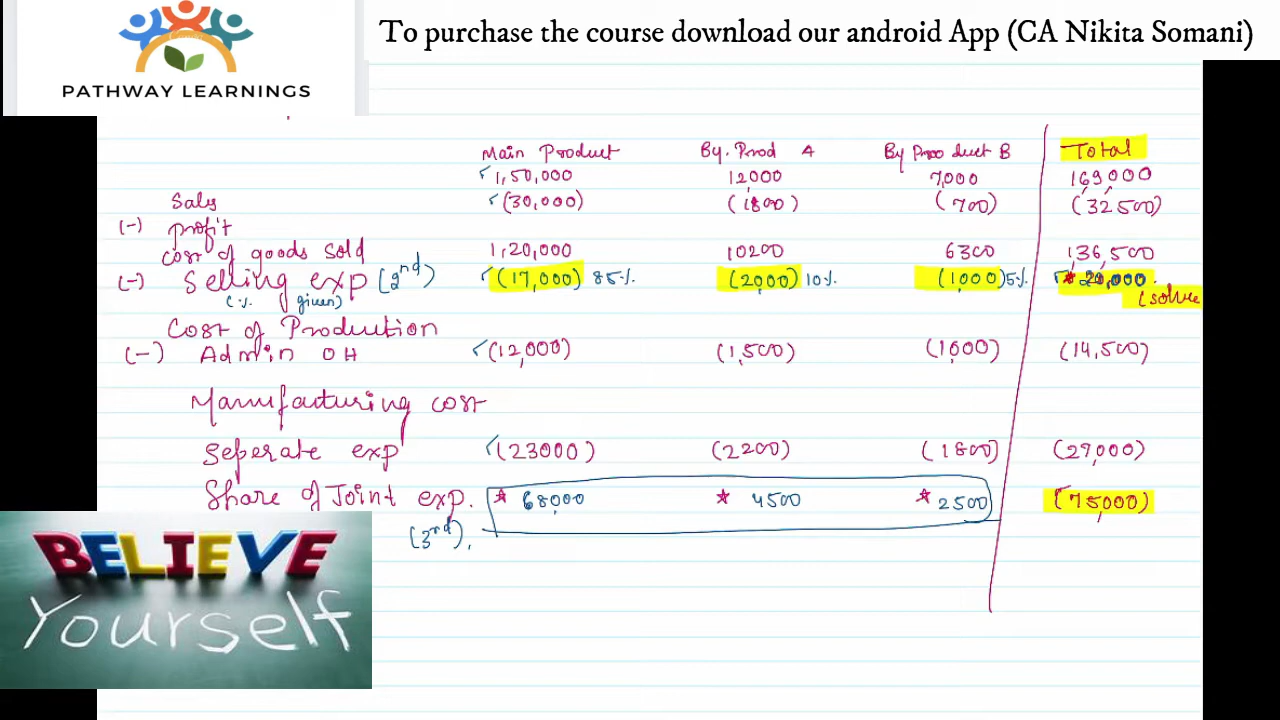 To purchase the course download our android App (CA Nikita Somani)
PATHWAY LEARNINGS
Main Product By. Prod A By Product B Total
1,50,000 12000 7,000 169000
Sales (30,000) (1800) (700) (32500)
(-) profit
Cost of goods sold 1,20,000 10200 6300 136,500
(-) Selling exp (2nd) (17,000) 85% (2000) 10% (1000) 5% * 20,000
(% given) (solve
Cost of Production
(-) Admin OH (12,000) (1,500) (1000) (14,500)
Manufacturing cost
Seperate exp (23000) (2200) (1800) (27,000)
Share of Joint exp. * 68000 * 4500 * 2500 (75000)
(3rd).
BELIEVE
Yourself